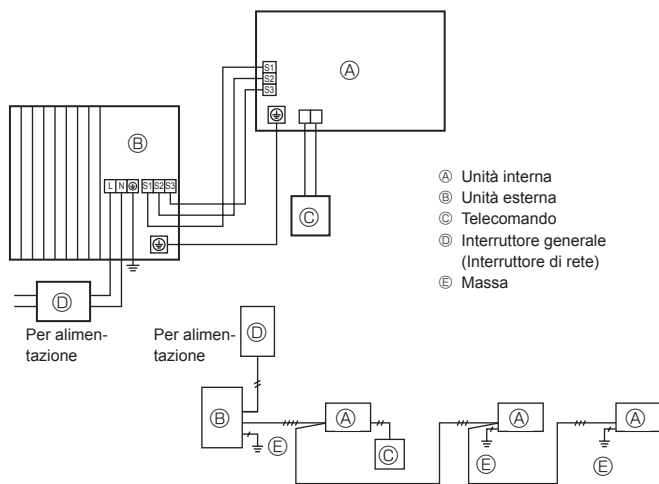 S1
S2
S3
Ⓐ
Ⓑ
L N S1 S2 S3
Ⓒ
Ⓓ
Per alimen-
tazione
Ⓐ Unità interna
Ⓑ Unità esterna
Ⓒ Telecomando
Ⓓ Interruttore generale
(Interruttore di rete)
Ⓔ Massa
Per alimen-
tazione
Ⓓ
Ⓑ
Ⓔ
Ⓐ
Ⓒ
Ⓐ
Ⓔ
Ⓐ
Ⓔ